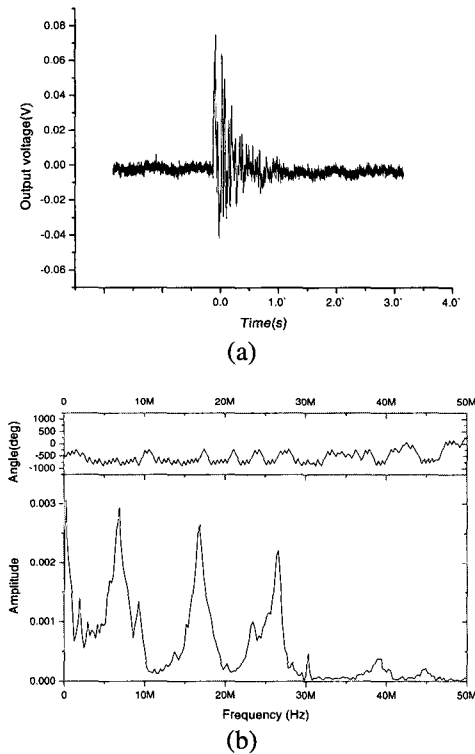 0.08
0.06
0.04
0.02
0.00
-0.02
-0.04
-0.06
Output voltage(V)
0.0 1.0` 2.0` 3.0` 4.0`
Time(s)
(a)
0 10M 20M 30M 40M 50M
1000
500
0
-500
-1000
Angle(deg)
0.003
0.002
0.001
0.000
Amplitude
0 10M 20M 30M 40M 50M
Frequency (Hz)
(b)